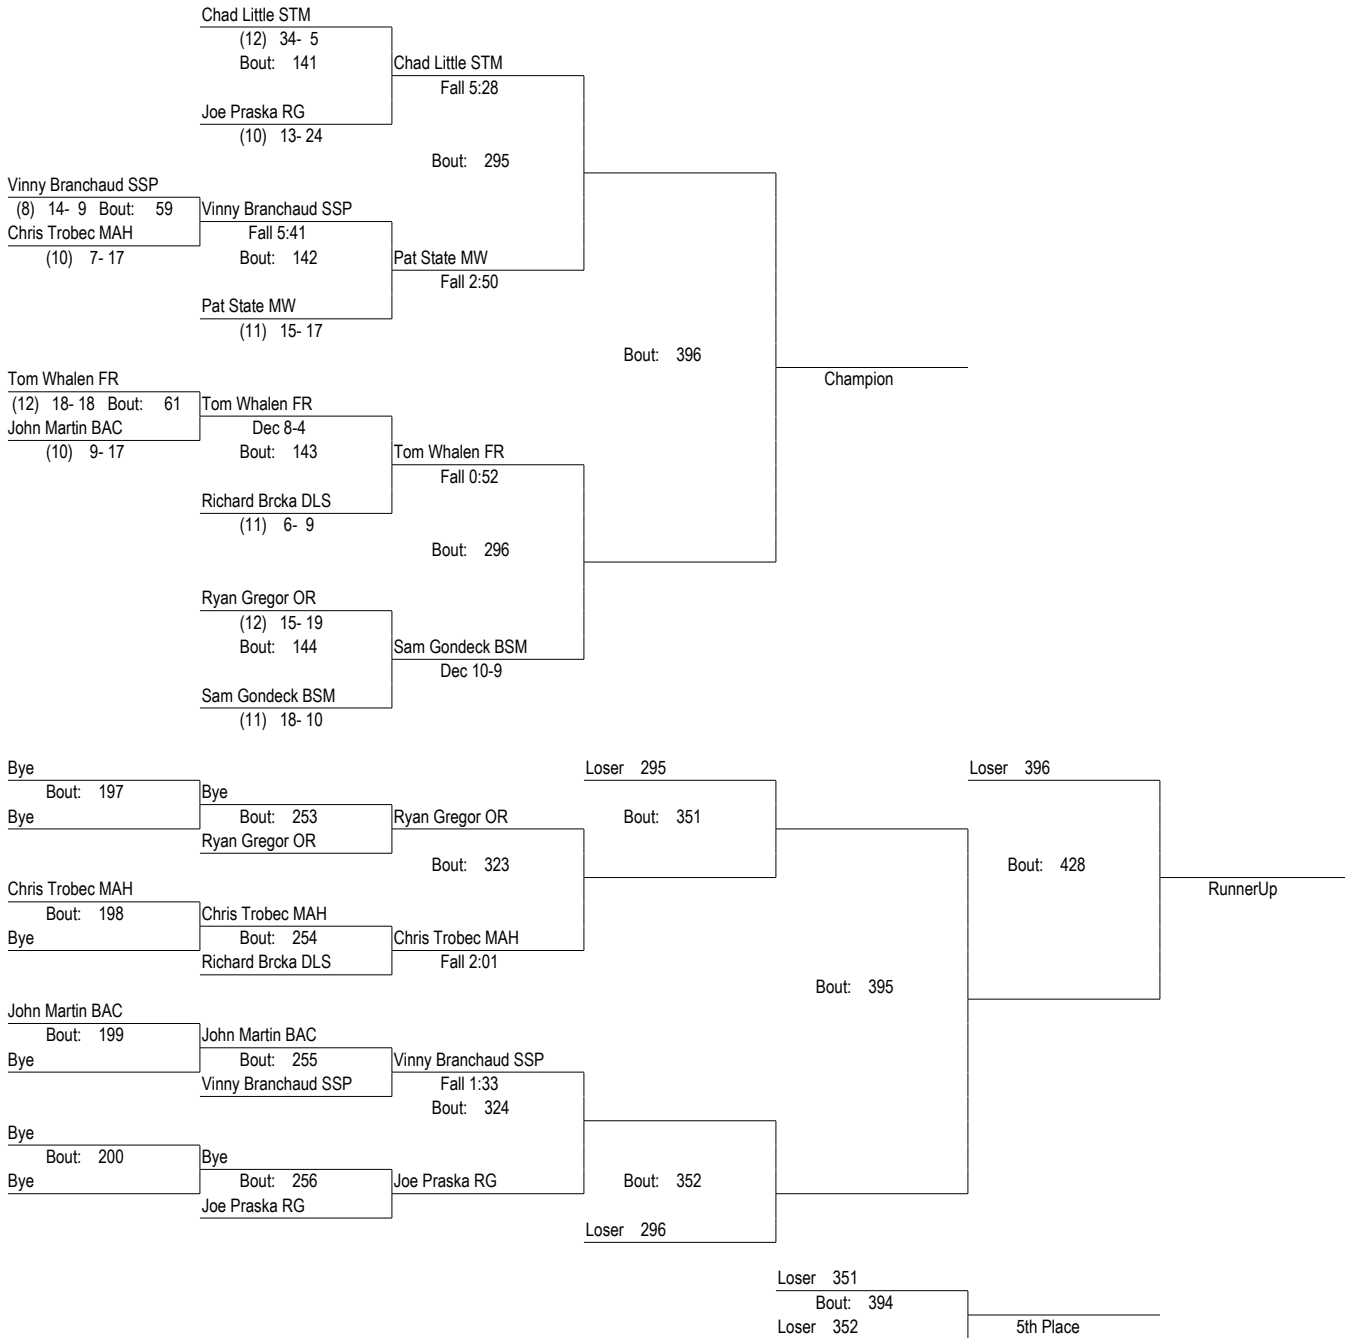 Chad Little STM
(12) 34- 5
Bout: 141
Chad Little STM
Fall 5:28
Joe Praska RG
(10) 13- 24
Bout: 295
Vinny Branchaud SSP
(8) 14- 9 Bout: 59
Vinny Branchaud SSP
Chris Trobec MAH
Fall 5:41
(10) 7- 17
Bout: 142
Pat State MW
Fall 2:50
Pat State MW
(11) 15- 17
Bout: 396
Champion
Tom Whalen FR
(12) 18- 18 Bout: 61
Tom Whalen FR
John Martin BAC
Dec 8-4
(10) 9- 17
Bout: 143
Tom Whalen FR
Fall 0:52
Richard Brcka DLS
(11) 6- 9
Bout: 296
Ryan Gregor OR
(12) 15- 19
Bout: 144
Sam Gondeck BSM
Dec 10-9
Sam Gondeck BSM
(11) 18- 10
Bye
Loser 295
Loser 396
Bout: 197
Bye
Bye
Bout: 253
Ryan Gregor OR
Bout: 351
Ryan Gregor OR
Bout: 323
Bout: 428
Chris Trobec MAH
RunnerUp
Bout: 198
Chris Trobec MAH
Bye
Bout: 254
Chris Trobec MAH
Richard Brcka DLS
Fall 2:01
Bout: 395
John Martin BAC
Bout: 199
John Martin BAC
Bye
Bout: 255
Vinny Branchaud SSP
Vinny Branchaud SSP
Fall 1:33
Bout: 324
Bye
Bout: 200
Bye
Bye
Bout: 256
Joe Praska RG
Bout: 352
Joe Praska RG
Loser 296
Loser 351
Bout: 394
Loser 352
5th Place